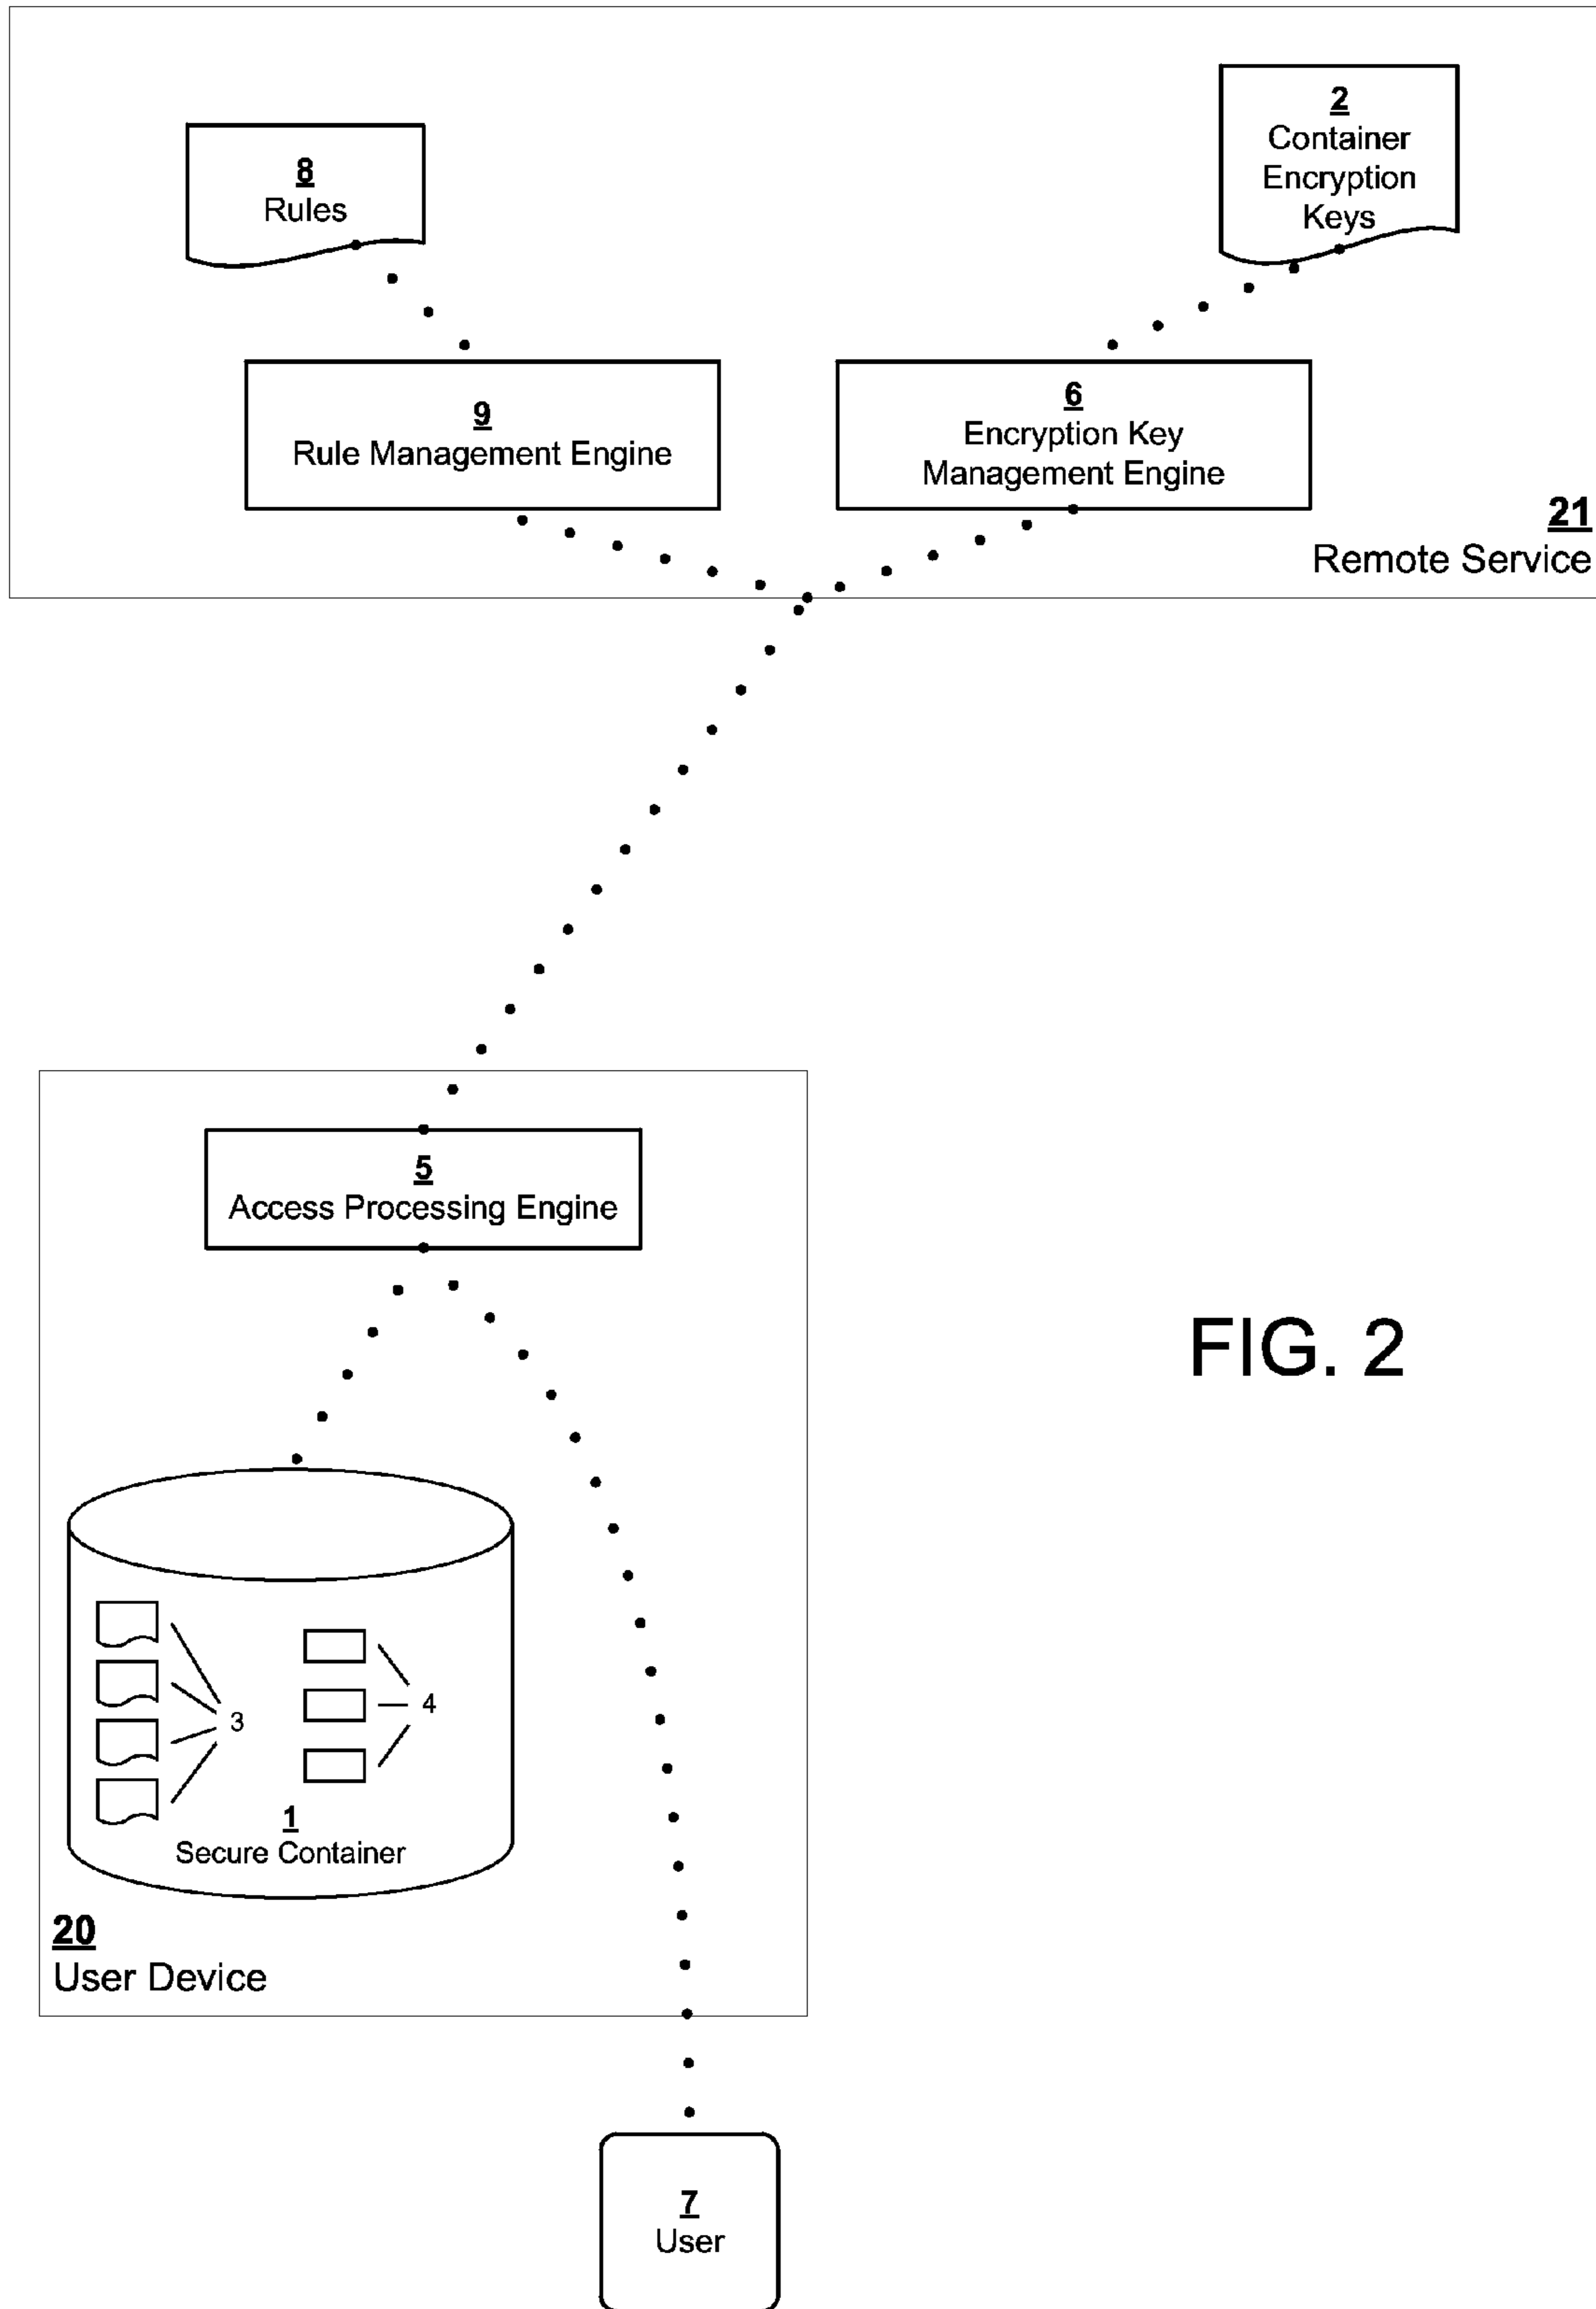 2
Container
Encryption
Keys
8
Rules
9
Rule Management Engine
6
Encryption Key
Management Engine
21
Remote Service
5
Access Processing Engine
FIG. 2
3
4
1
Secure Container
20
User Device
7
User